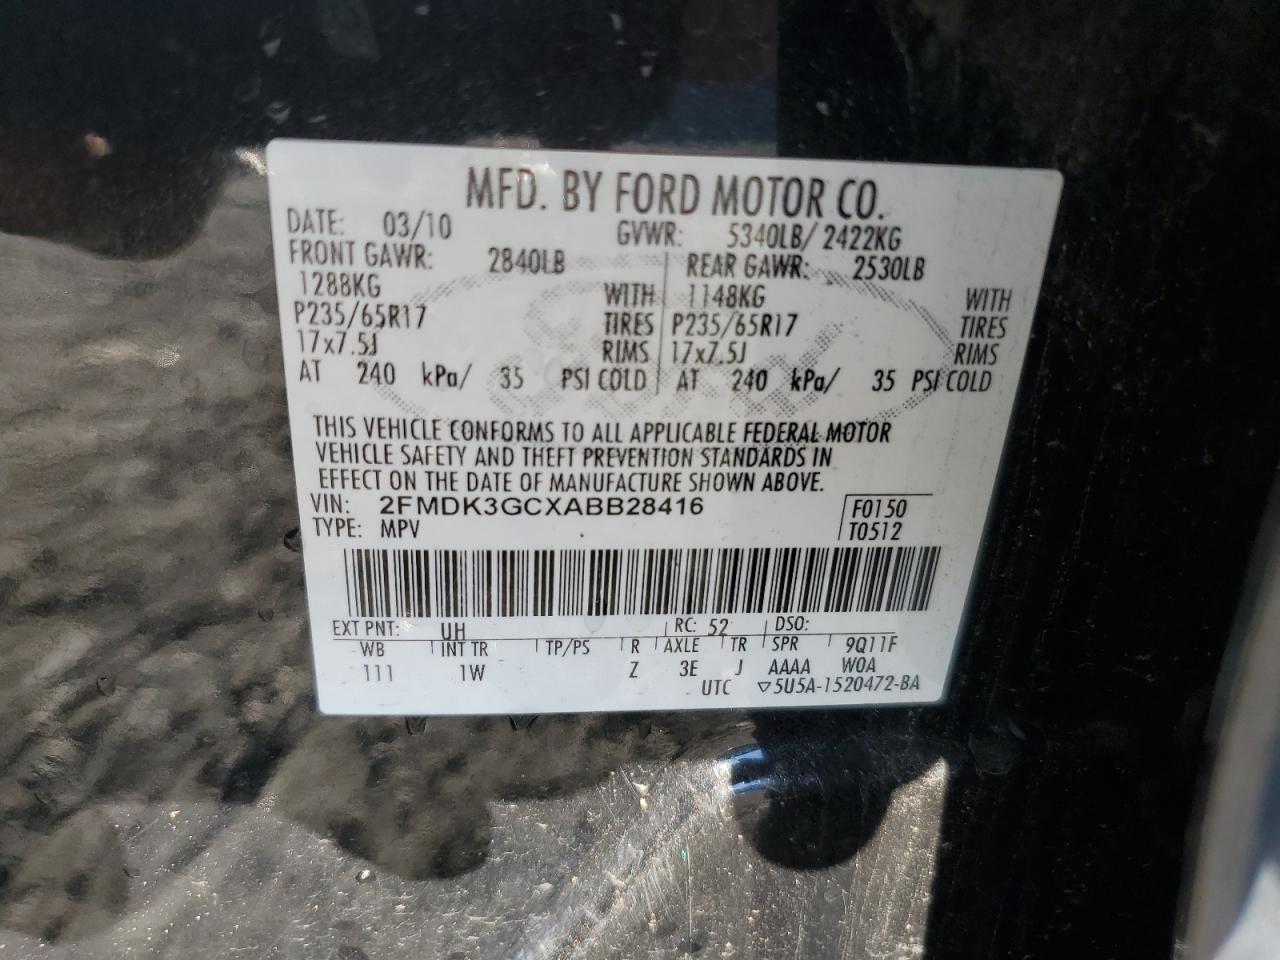 MFD. BY FORD MOTOR CO.
DATE: 03/10 GVWR: 5340LB/ 2422KG
FRONT GAWR: 2840LB REAR GAWR: 2530LB
1288KG WITH 1148KG WITH
P235/65R17 TIRES P235/65R17 TIRES
17x7.5J RIMS 17x7.5J RIMS
AT 240 kPa/ 35 PSI COLD AT 240 kPa/ 35 PSI COLD
THIS VEHICLE CONFORMS TO ALL APPLICABLE FEDERAL MOTOR
VEHICLE SAFETY AND THEFT PREVENTION STANDARDS IN
EFFECT ON THE DATE OF MANUFACTURE SHOWN ABOVE.
VIN: 2FMDK3GCXABB28416 F0150
TYPE: MPV T0512
EXT PNT: UH RC: 52 DSO:
WB INT TR TP/PS R AXLE TR SPR 9Q11F
111 1W Z 3E J AAAA WOA
UTC ▽5U5A-1520472-BA